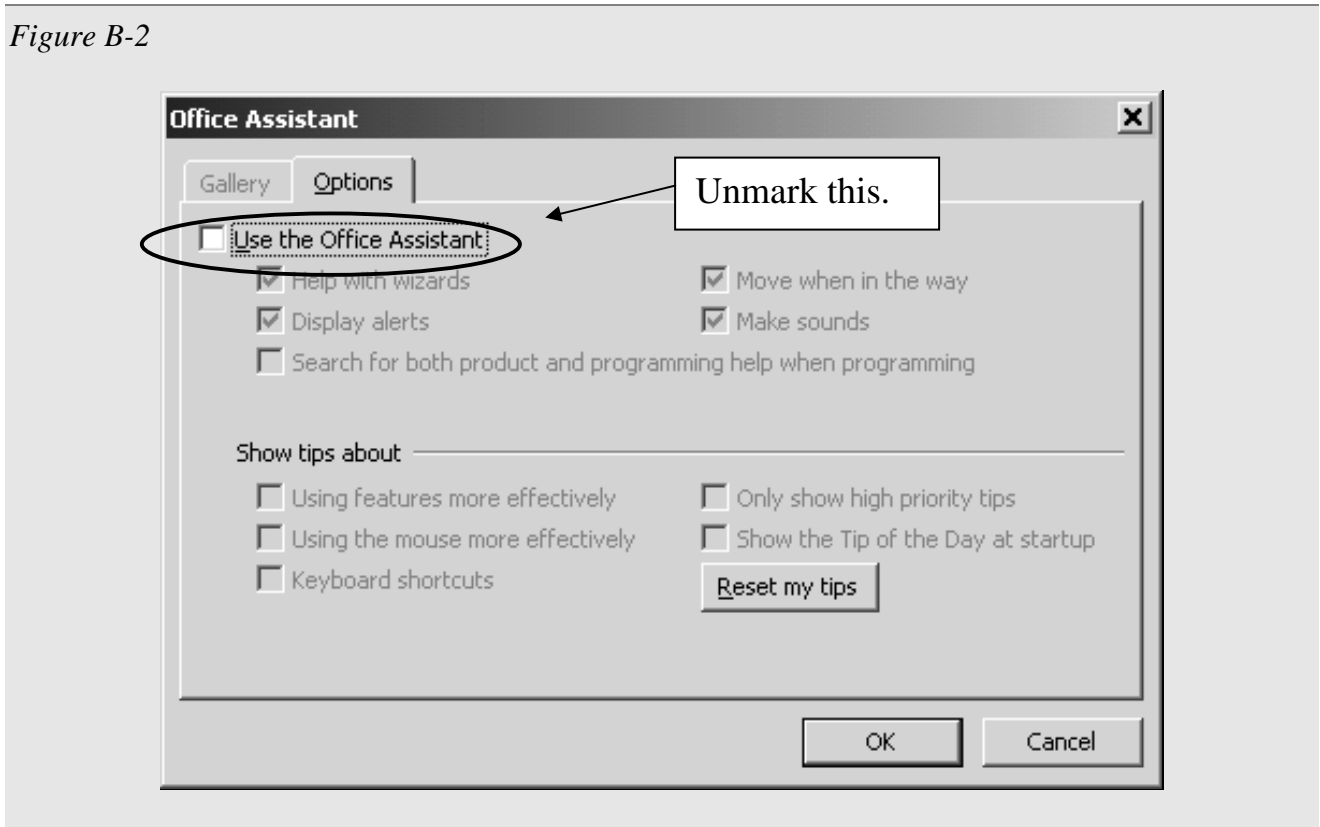 Figure B-2
Office Assistant
Gallery Options
Unmark this.
Use the Office Assistant
Help with wizards Move when in the way
Display alerts Make sounds
Search for both product and programming help when programming
Show tips about
Using features more effectively Only show high priority tips
Using the mouse more effectively Show the Tip of the Day at startup
Keyboard shortcuts Reset my tips
OK Cancel